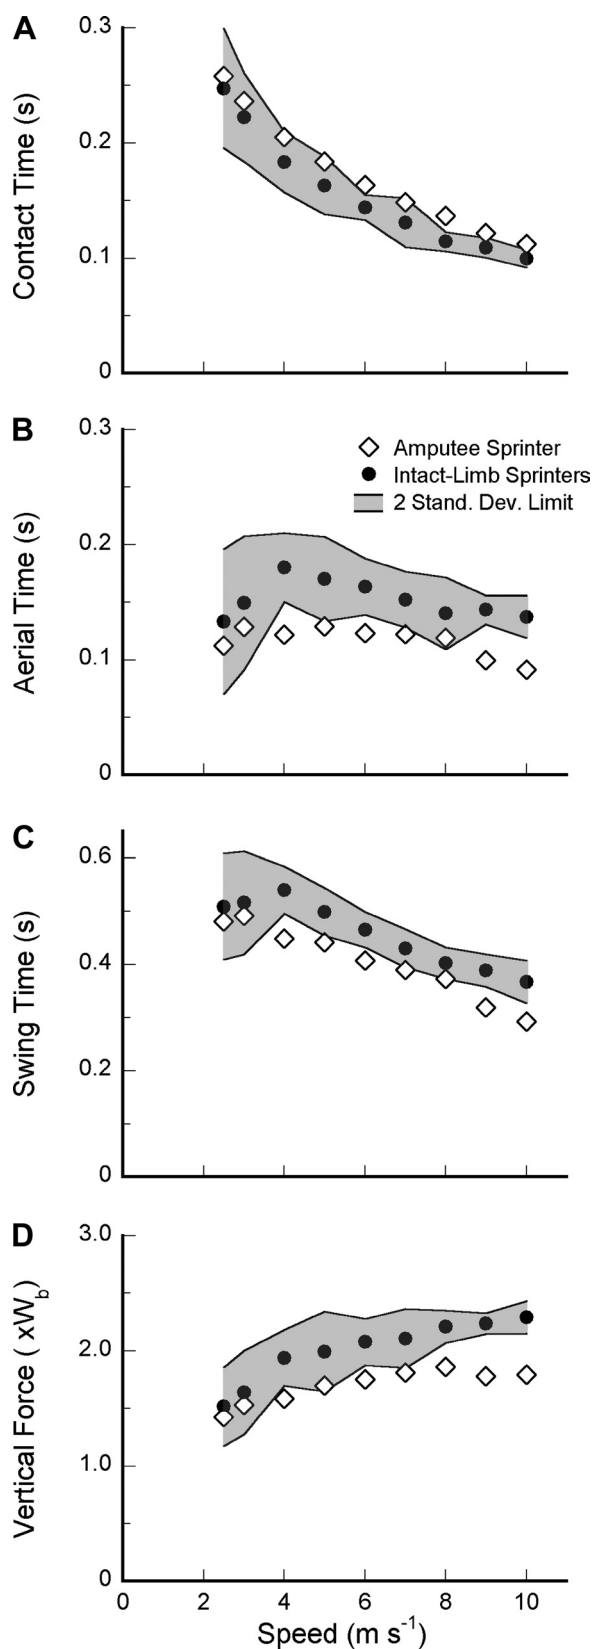 A
Contact Time (s)
0.3
0.2
0.1
0
B
Aerial Time (s)
0.3
0.2
0.1
0
Amputee Sprinter
Intact-Limb Sprinters
2 Stand. Dev. Limit
C
Swing Time (s)
0.6
0.4
0.2
0
D
Vertical Force ( xWb)
3.0
2.0
1.0
0
0 2 4 6 8 10
Speed (m s-1)